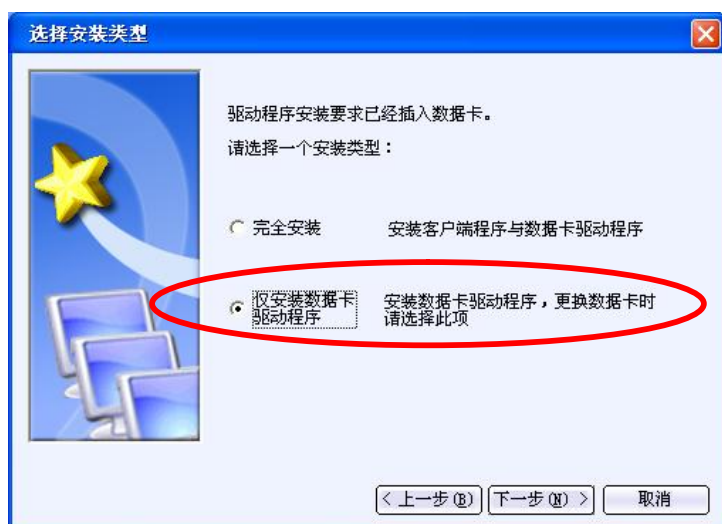 选择安装类型
驱动程序安装要求已经插入数据卡。
请选择一个安装类型：
完全安装 安装客户端程序与数据卡驱动程序
仅安装数据卡 安装数据卡驱动程序，更换数据卡时
驱动程序 请选择此项
< 上一步(B) 下一步(N) > 取消